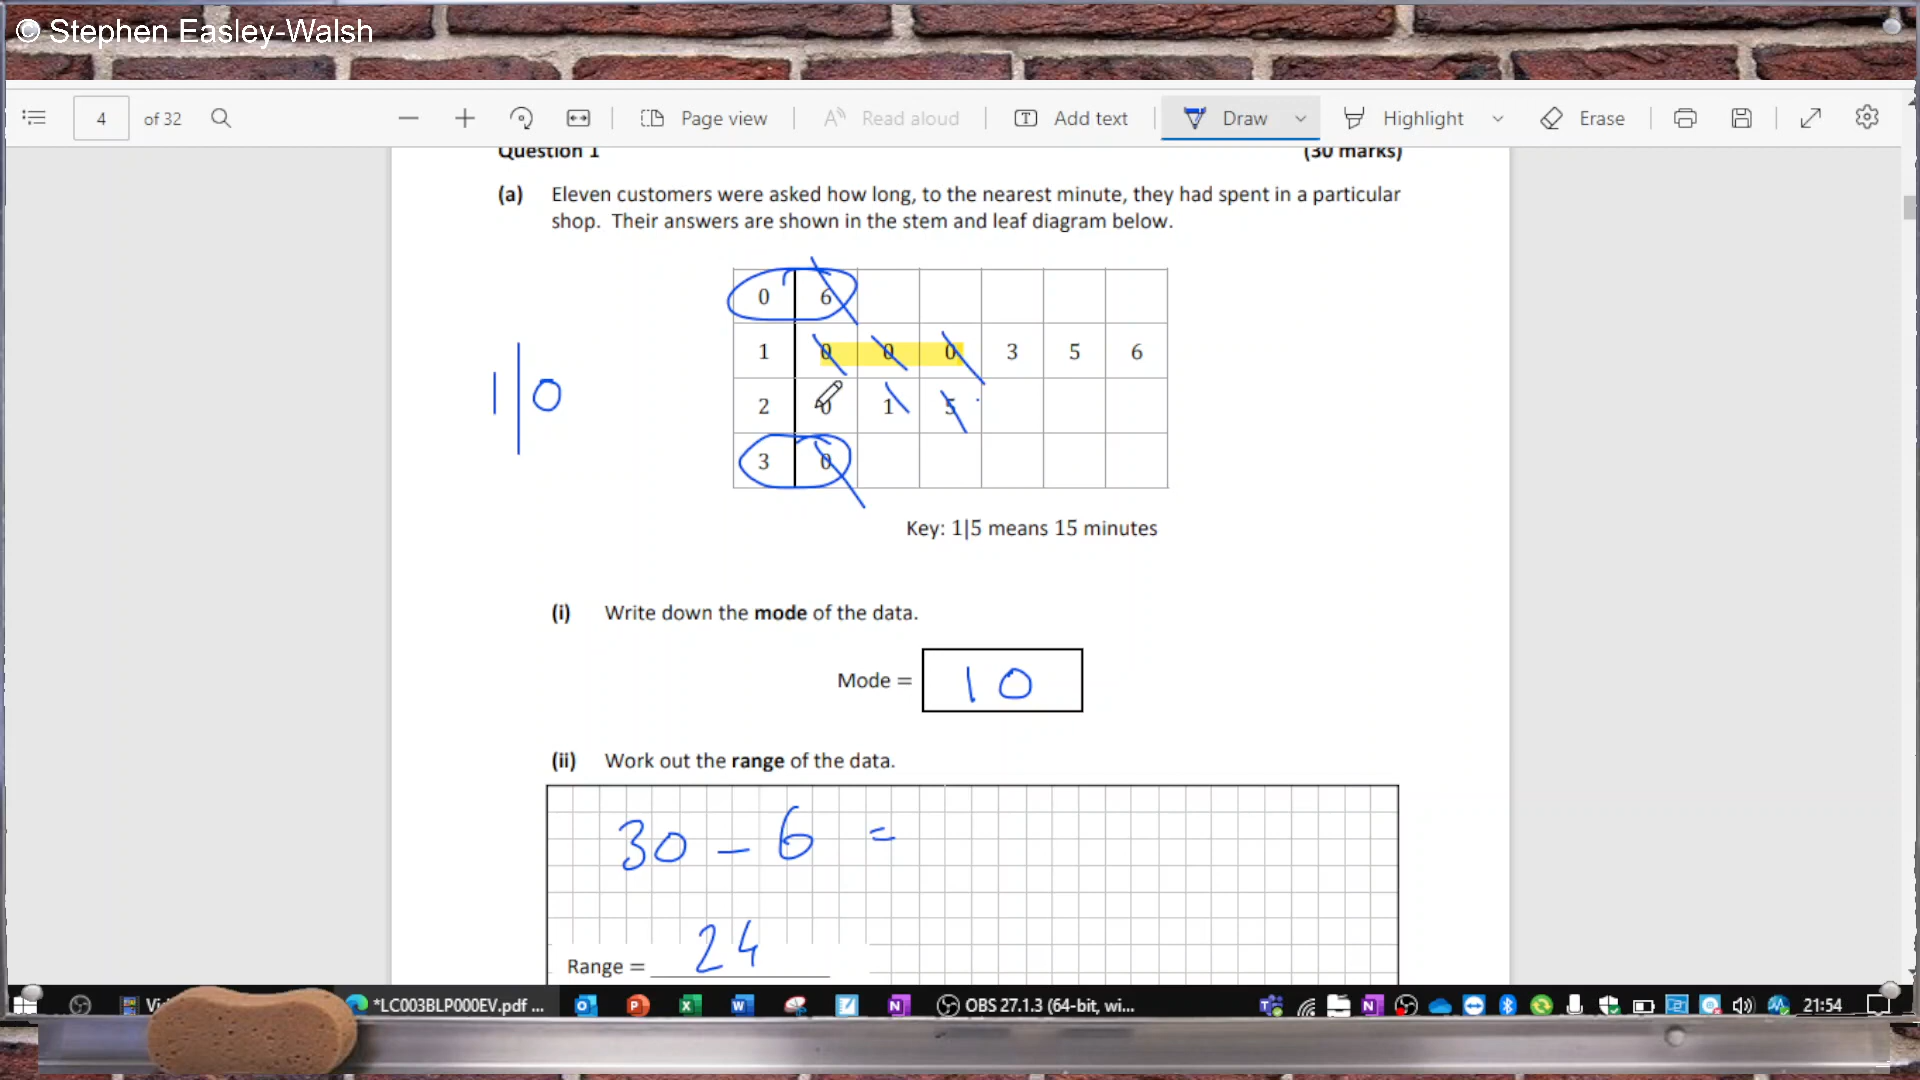 © Stephen Easley-Walsh
4 of 32 Page view Read aloud Add text Draw Highlight Erase
Question 1 (30 marks)
(a) Eleven customers were asked how long, to the nearest minute, they had spent in a particular
shop. Their answers are shown in the stem and leaf diagram below.
0 6
1 0 0 0 3 5 6
1|0
2 0 1 5
3 0
Key: 1|5 means 15 minutes
(i) Write down the mode of the data.
Mode = 10
(ii) Work out the range of the data.
30 - 6 =
Range = 24
*LC003BLP000EV.pdf ... OBS 27.1.3 (64-bit, wi... 21:54